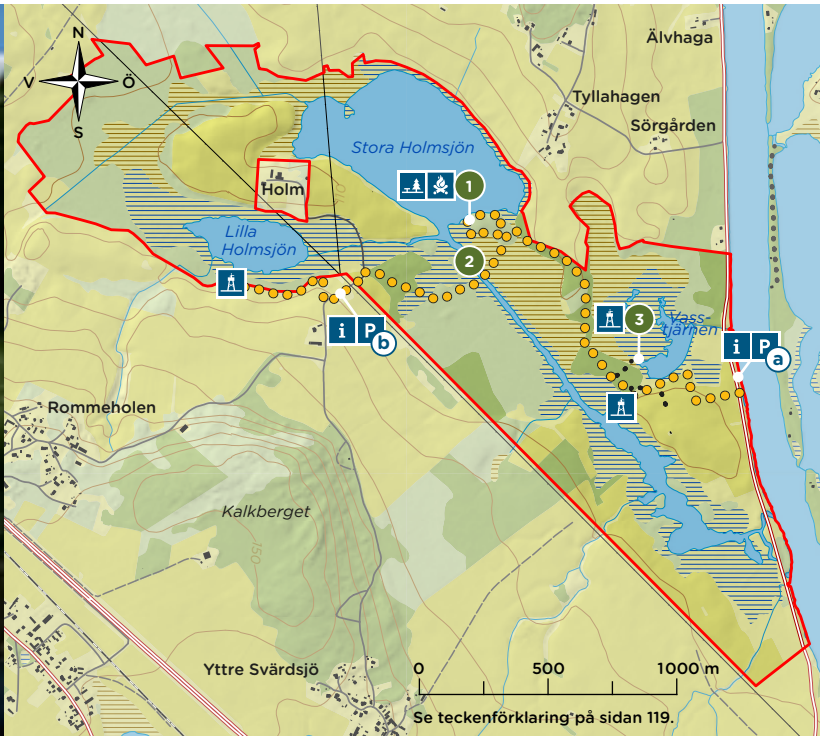 N
V
Ö
S
Älvhaga
Tyllahagen
Sörgården
Stora Holmsjön
1
Holm
Lilla
Holmsjön
2
3
Vass-
tjärnen
i P
b
i P
a
Rommeholen
Kalkberget
150
Yttre Svärdsjö
0 500 1000 m
Se teckenförklaring på sidan 119.